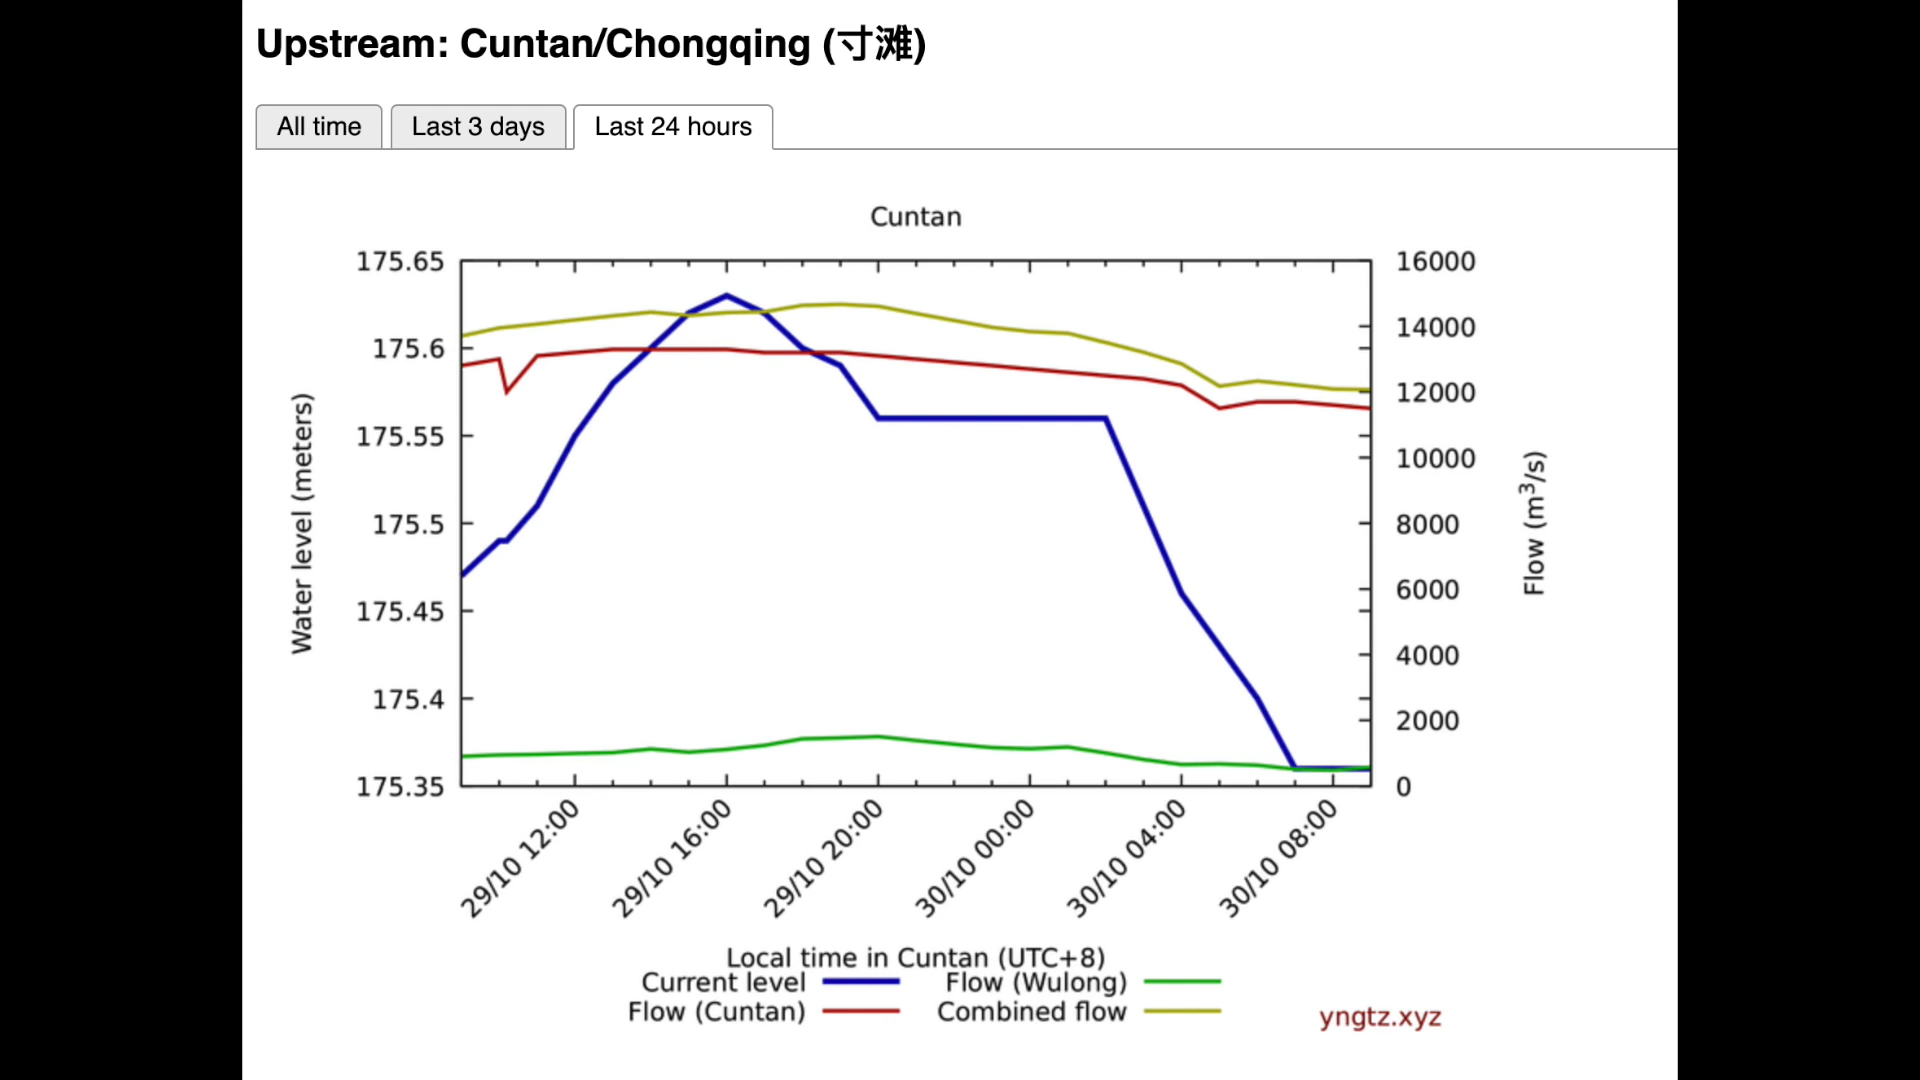 Upstream: Cuntan/Chongqing (寸滩)
All time
Last 3 days
Last 24 hours
Cuntan
175.65
175.6
175.55
175.5
175.45
175.4
175.35
Water level (meters)
16000
14000
12000
10000
8000
6000
4000
2000
0
Flow (m³/s)
29/10 12:00
29/10 16:00
29/10 20:00
30/10 00:00
30/10 04:00
30/10 08:00
Local time in Cuntan (UTC+8)
Current level
Flow (Wulong)
Flow (Cuntan)
Combined flow
yngtz.xyz